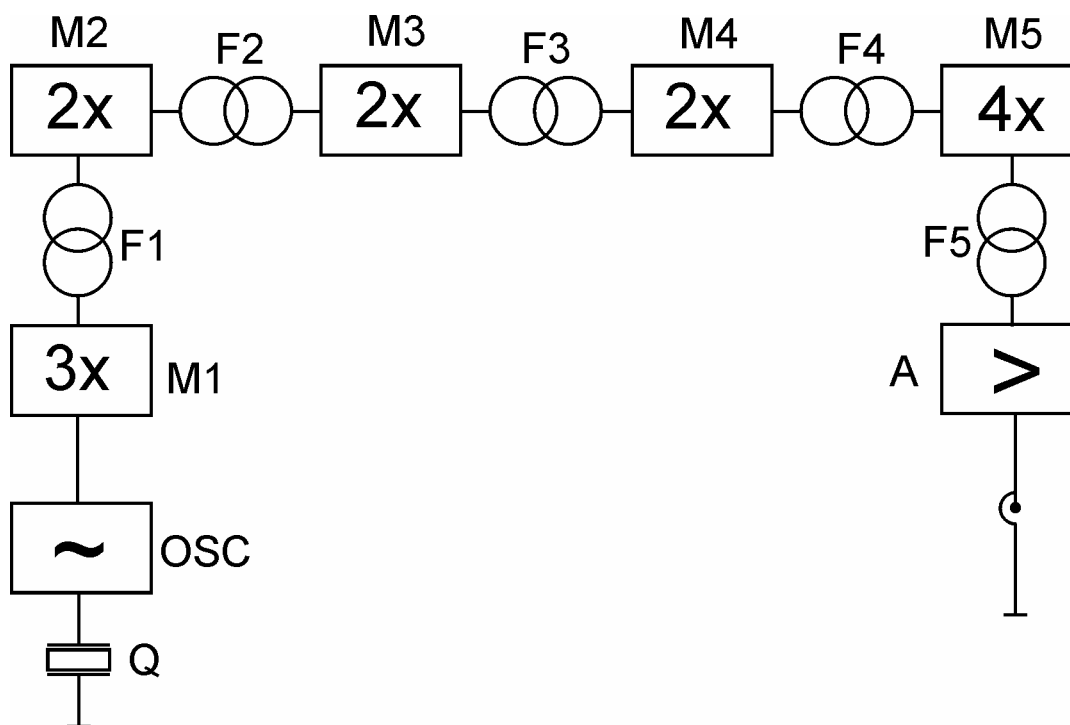 M2 F2 M3 F3 M4 F4 M5
2x 2x 2x 4x
F1 F5
3x M1 A >
~ OSC
Q